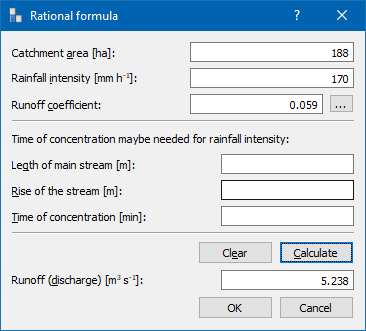 Rational formula ? ×
Catchment area [ha]: 188
Rainfall intensity [mm h⁻¹]: 170
Runoff coefficient: 0.059 ...
Time of concentration maybe needed for rainfall intensity:
Legth of main stream [m]:
Rise of the stream [m]:
Time of concentration [min]:
Clear Calculate
Runoff (discharge) [m³ s⁻¹]: 5.238
OK Cancel